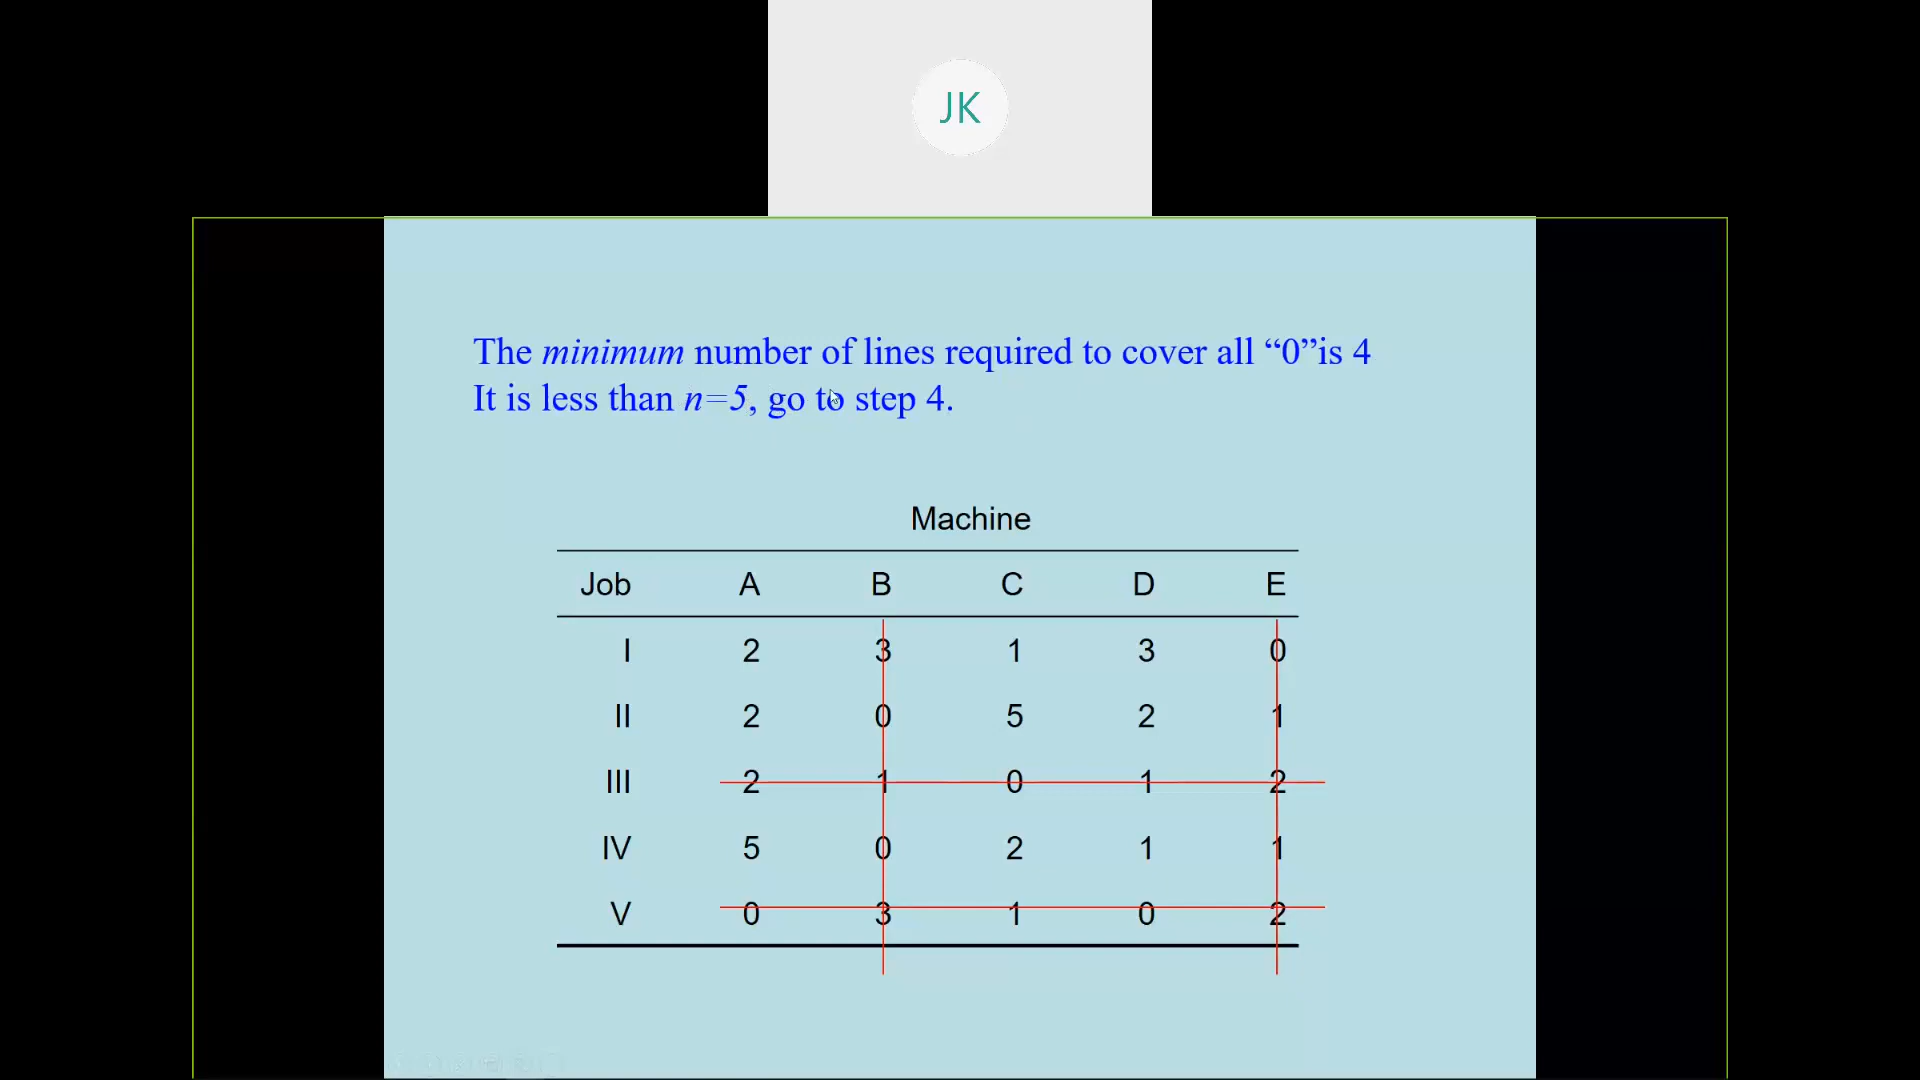 JK
The minimum number of lines required to cover all “0”is 4
It is less than n=5, go to step 4.
Machine
Job A B C D E
I 2 3 1 3 0
II 2 0 5 2 1
III 2 1 0 1 2
IV 5 0 2 1 1
V 0 3 1 0 2